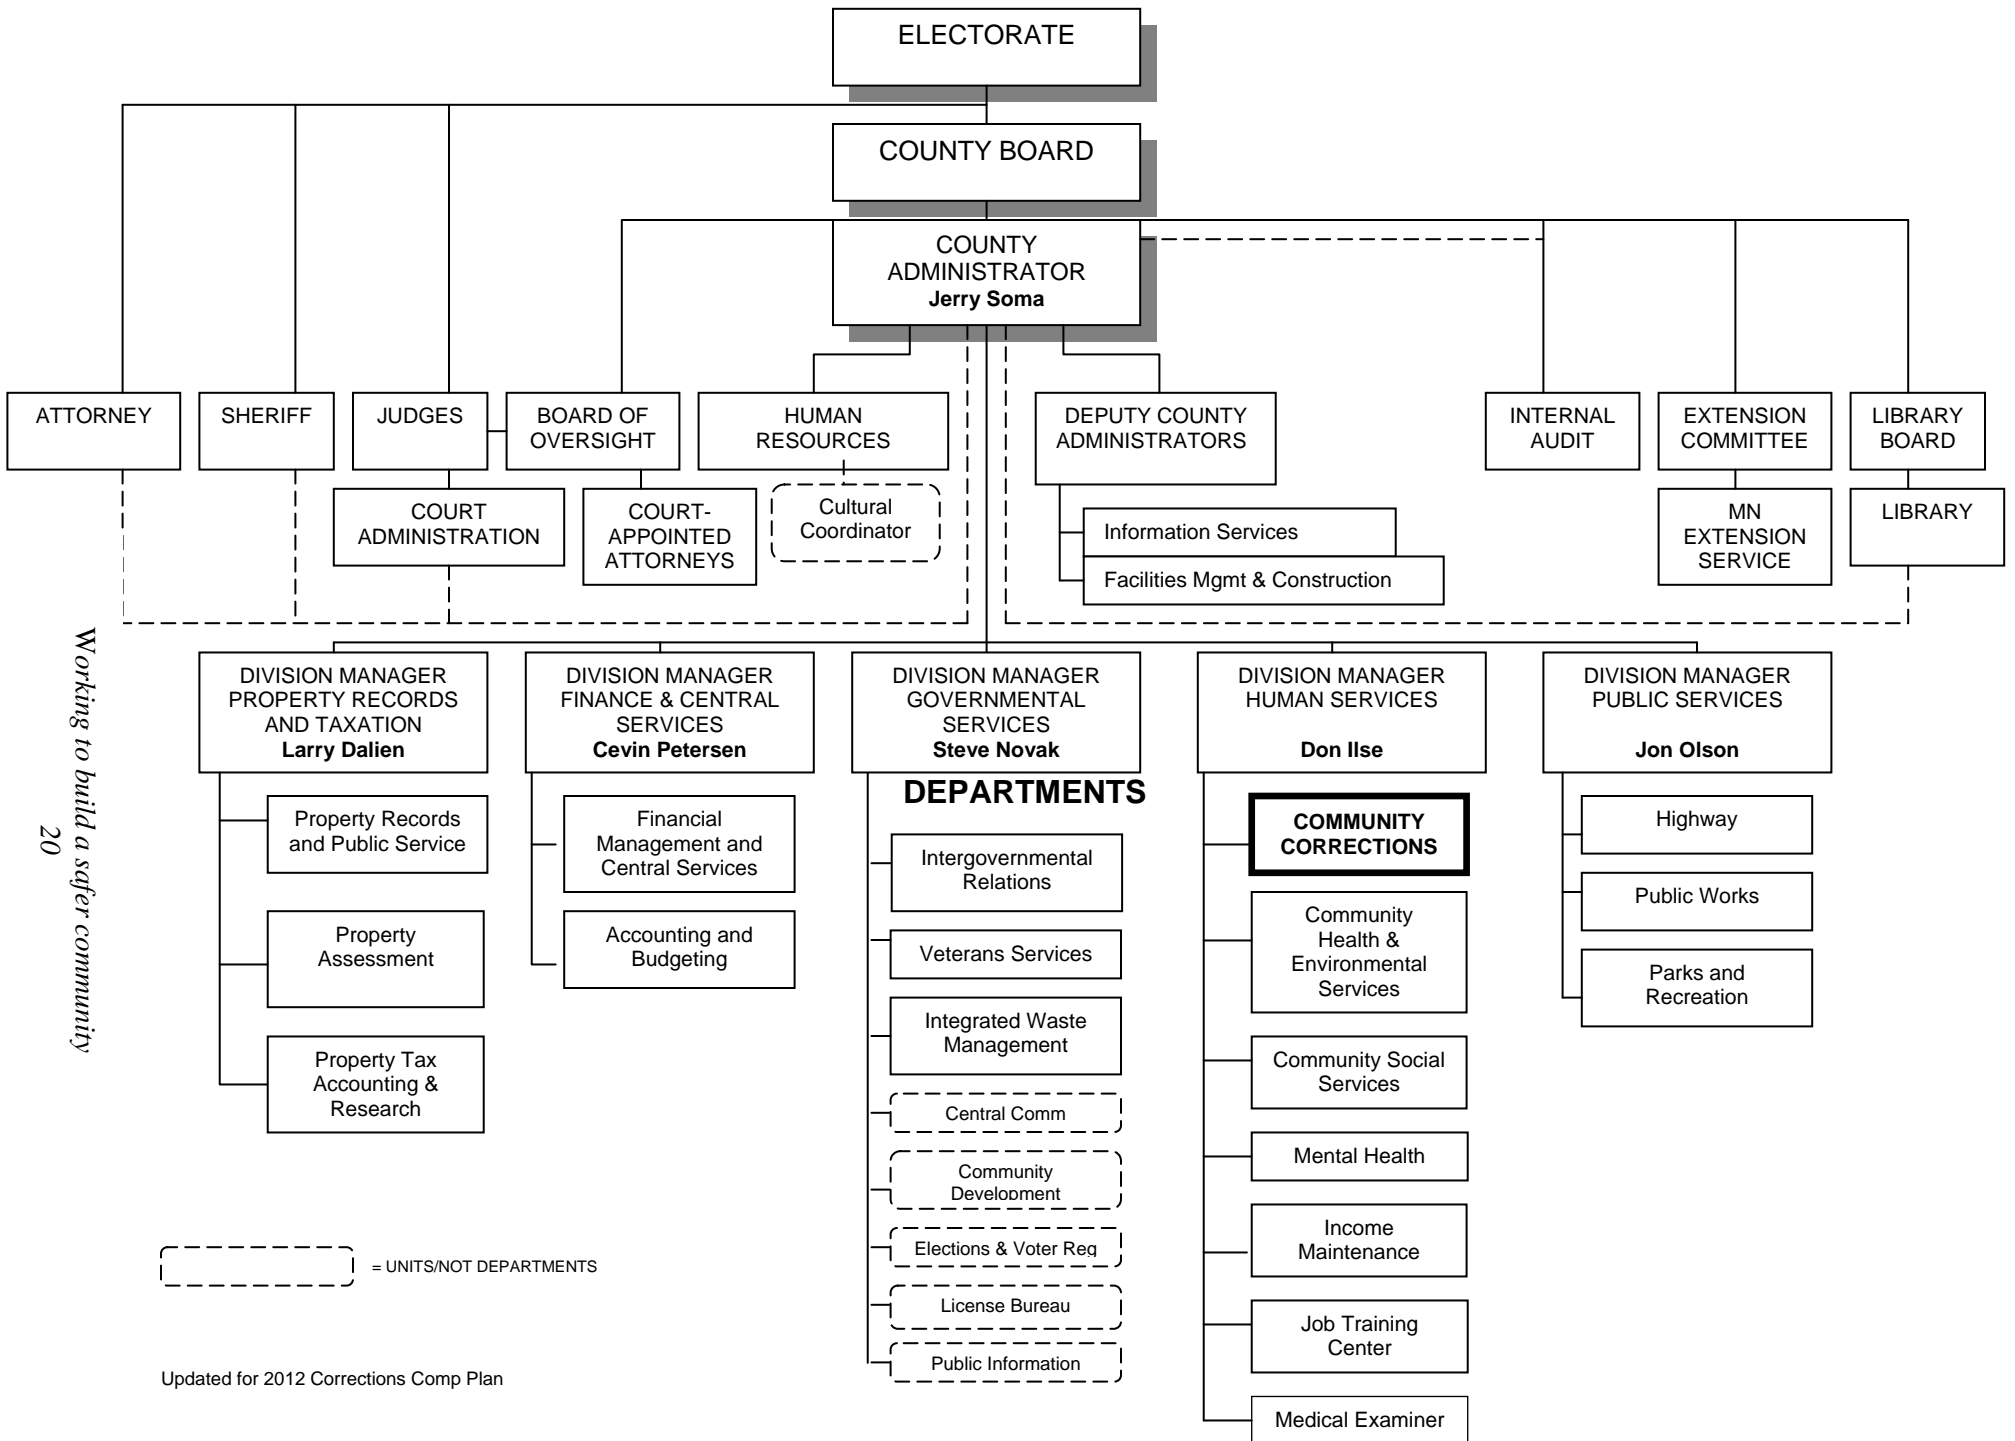 ELECTORATE
COUNTY BOARD
COUNTY
ADMINISTRATOR
Jerry Soma
ATTORNEY
SHERIFF
JUDGES
BOARD OF
OVERSIGHT
HUMAN
RESOURCES
DEPUTY COUNTY
ADMINISTRATORS
INTERNAL
AUDIT
EXTENSION
COMMITTEE
LIBRARY
BOARD
COURT
ADMINISTRATION
COURT-
APPOINTED
ATTORNEYS
Cultural
Coordinator
Information Services
Facilities Mgmt & Construction
MN
EXTENSION
SERVICE
LIBRARY
DIVISION MANAGER
PROPERTY RECORDS
AND TAXATION
Larry Dalien
Property Records
and Public Service
Property
Assessment
Property Tax
Accounting &
Research
DIVISION MANAGER
FINANCE & CENTRAL
SERVICES
Cevin Petersen
Financial
Management and
Central Services
Accounting and
Budgeting
DIVISION MANAGER
GOVERNMENTAL
SERVICES
Steve Novak
DEPARTMENTS
Intergovernmental
Relations
Veterans Services
Integrated Waste
Management
Central Comm
Community
Development
Elections & Voter Reg
License Bureau
Public Information
DIVISION MANAGER
HUMAN SERVICES
Don Ilse
COMMUNITY
CORRECTIONS
Community
Health &
Environmental
Services
Community Social
Services
Mental Health
Income
Maintenance
Job Training
Center
Medical Examiner
DIVISION MANAGER
PUBLIC SERVICES
Jon Olson
Highway
Public Works
Parks and
Recreation
= UNITS/NOT DEPARTMENTS
Updated for 2012 Corrections Comp Plan
Working to build a safer community
20